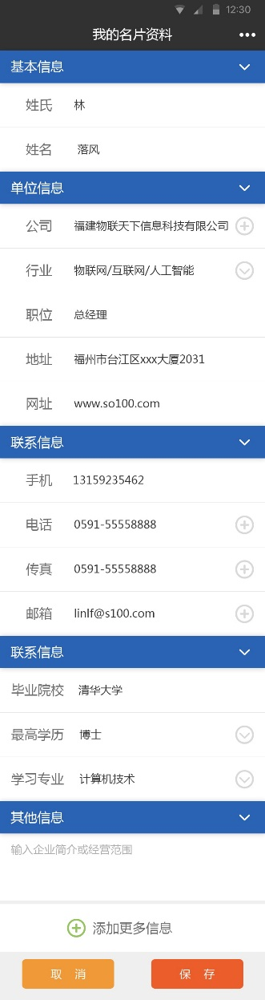 12:30
我的名片资料
基本信息
姓氏 林
姓名 落风
单位信息
公司 福建物联天下信息科技有限公司
行业 物联网/互联网/人工智能
职位 总经理
地址 福州市台江区xxx大厦2031
网址 www.so100.com
联系信息
手机 13159235462
电话 0591-55558888
传真 0591-55558888
邮箱 linlf@s100.com
联系信息
毕业院校 清华大学
最高学历 博士
学习专业 计算机技术
其他信息
输入企业简介或经营范围
添加更多信息
取 消 保 存